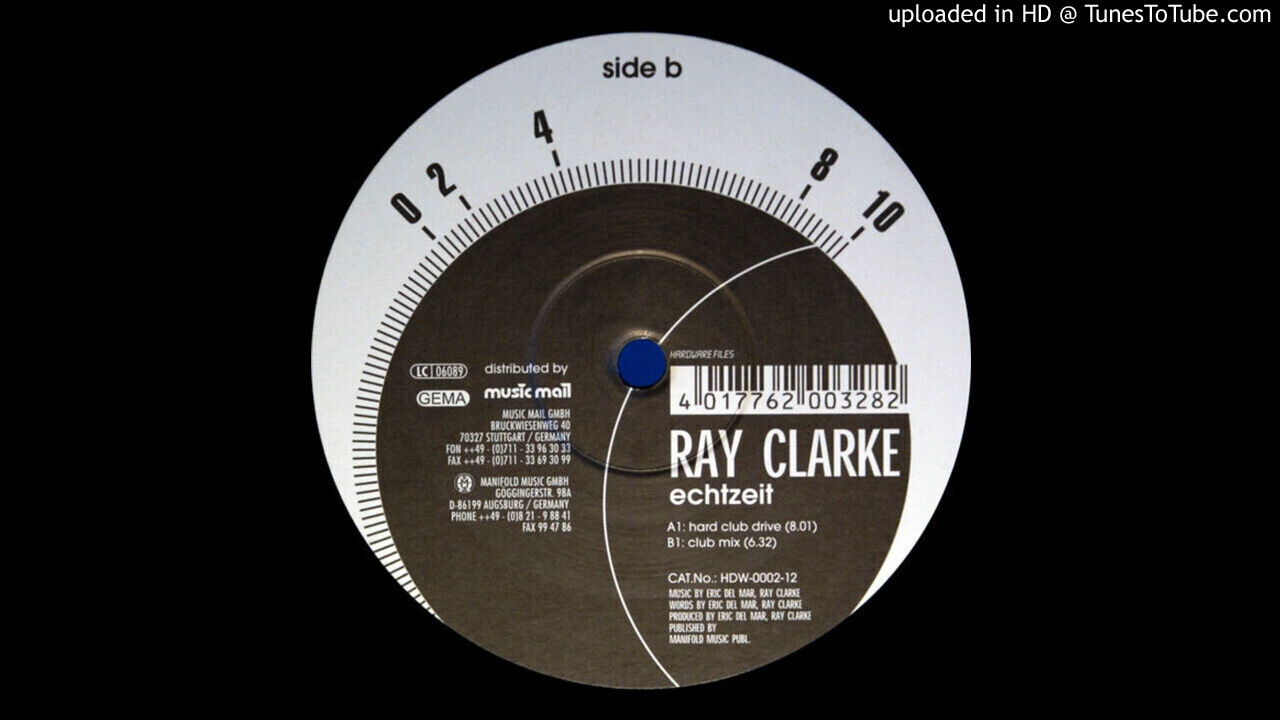 uploaded in HD @ TunesToTube.com
side b
0 2 4 8 10
LC 06089
GEMA
distributed by
music mail
MUSIC MAIL GMBH
BRUCKWIESENWEG 40
70327 STUTTGART / GERMANY
FON ++49 - (0)711 - 33 96 30 33
FAX ++49 - (0)711 - 33 69 30 99
MANIFOLD MUSIC GMBH
GÖGGINGERSTR. 98A
D-86199 AUGSBURG / GERMANY
PHONE ++49 - (0)8 21 - 9 88 41
FAX 99 47 86
HARDWARE FILES
4 017762 003282
RAY CLARKE
echtzeit
A1: hard club drive (8.01)
B1: club mix (6.32)
CAT.No.: HDW-0002-12
MUSIC BY ERIC DEL MAR, RAY CLARKE
WORDS BY ERIC DEL MAR, RAY CLARKE
PRODUCED BY ERIC DEL MAR, RAY CLARKE
PUBLISHED BY
MANIFOLD MUSIC PUBL.